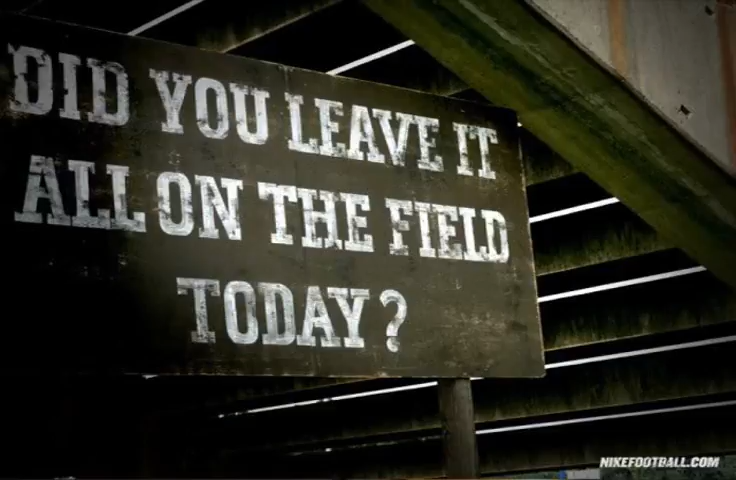 DID YOU LEAVE IT
ALL ON THE FIELD
TODAY?
NIKEFOOTBALL.COM